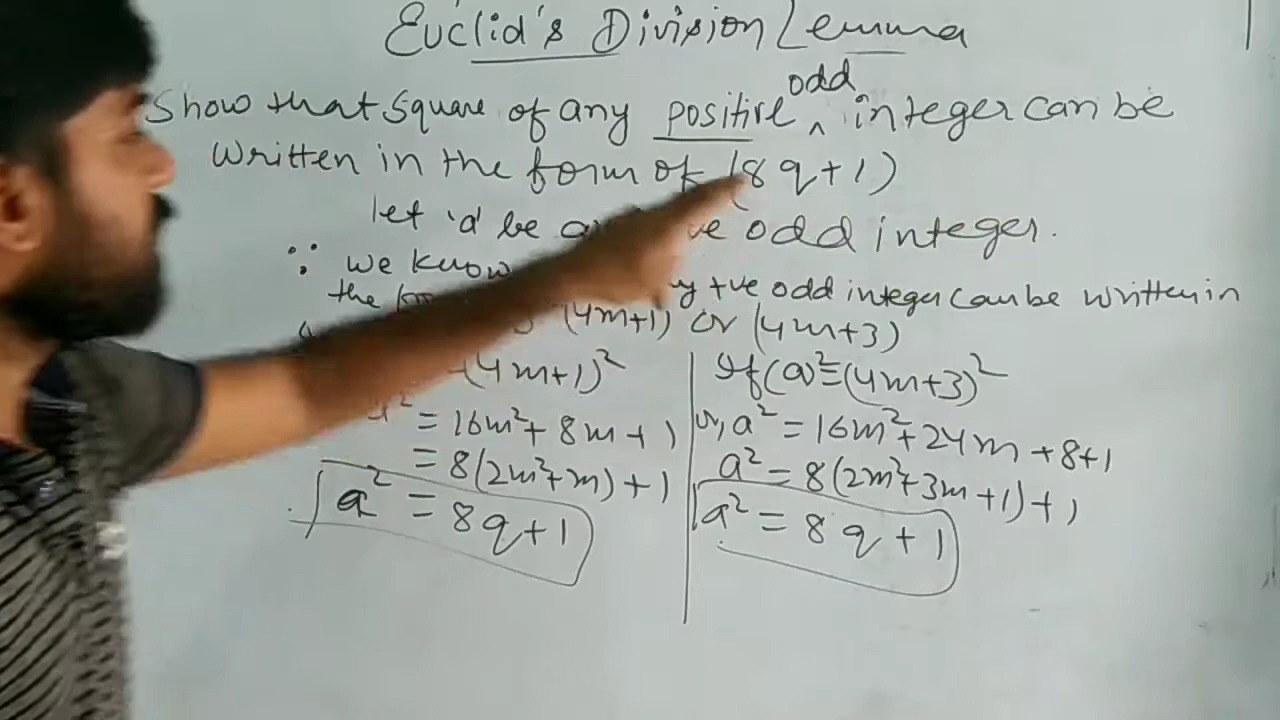 Euclid's Division Lemma
odd
Show that square of any positive ^ integer can be
written in the form of (8q+1)
let 'a' be ve odd integer.
∵ we know y +ve odd integer can be written in
the (4m+1) or (4m+3)
(4m+1)² If (a)²=(4m+3)²
a² = 16m²+8m+1 or, a² = 16m²+24m+8+1
= 8(2m²+m)+1 a² = 8(2m²+3m+1)+1
a² = 8q+1 a² = 8q+1